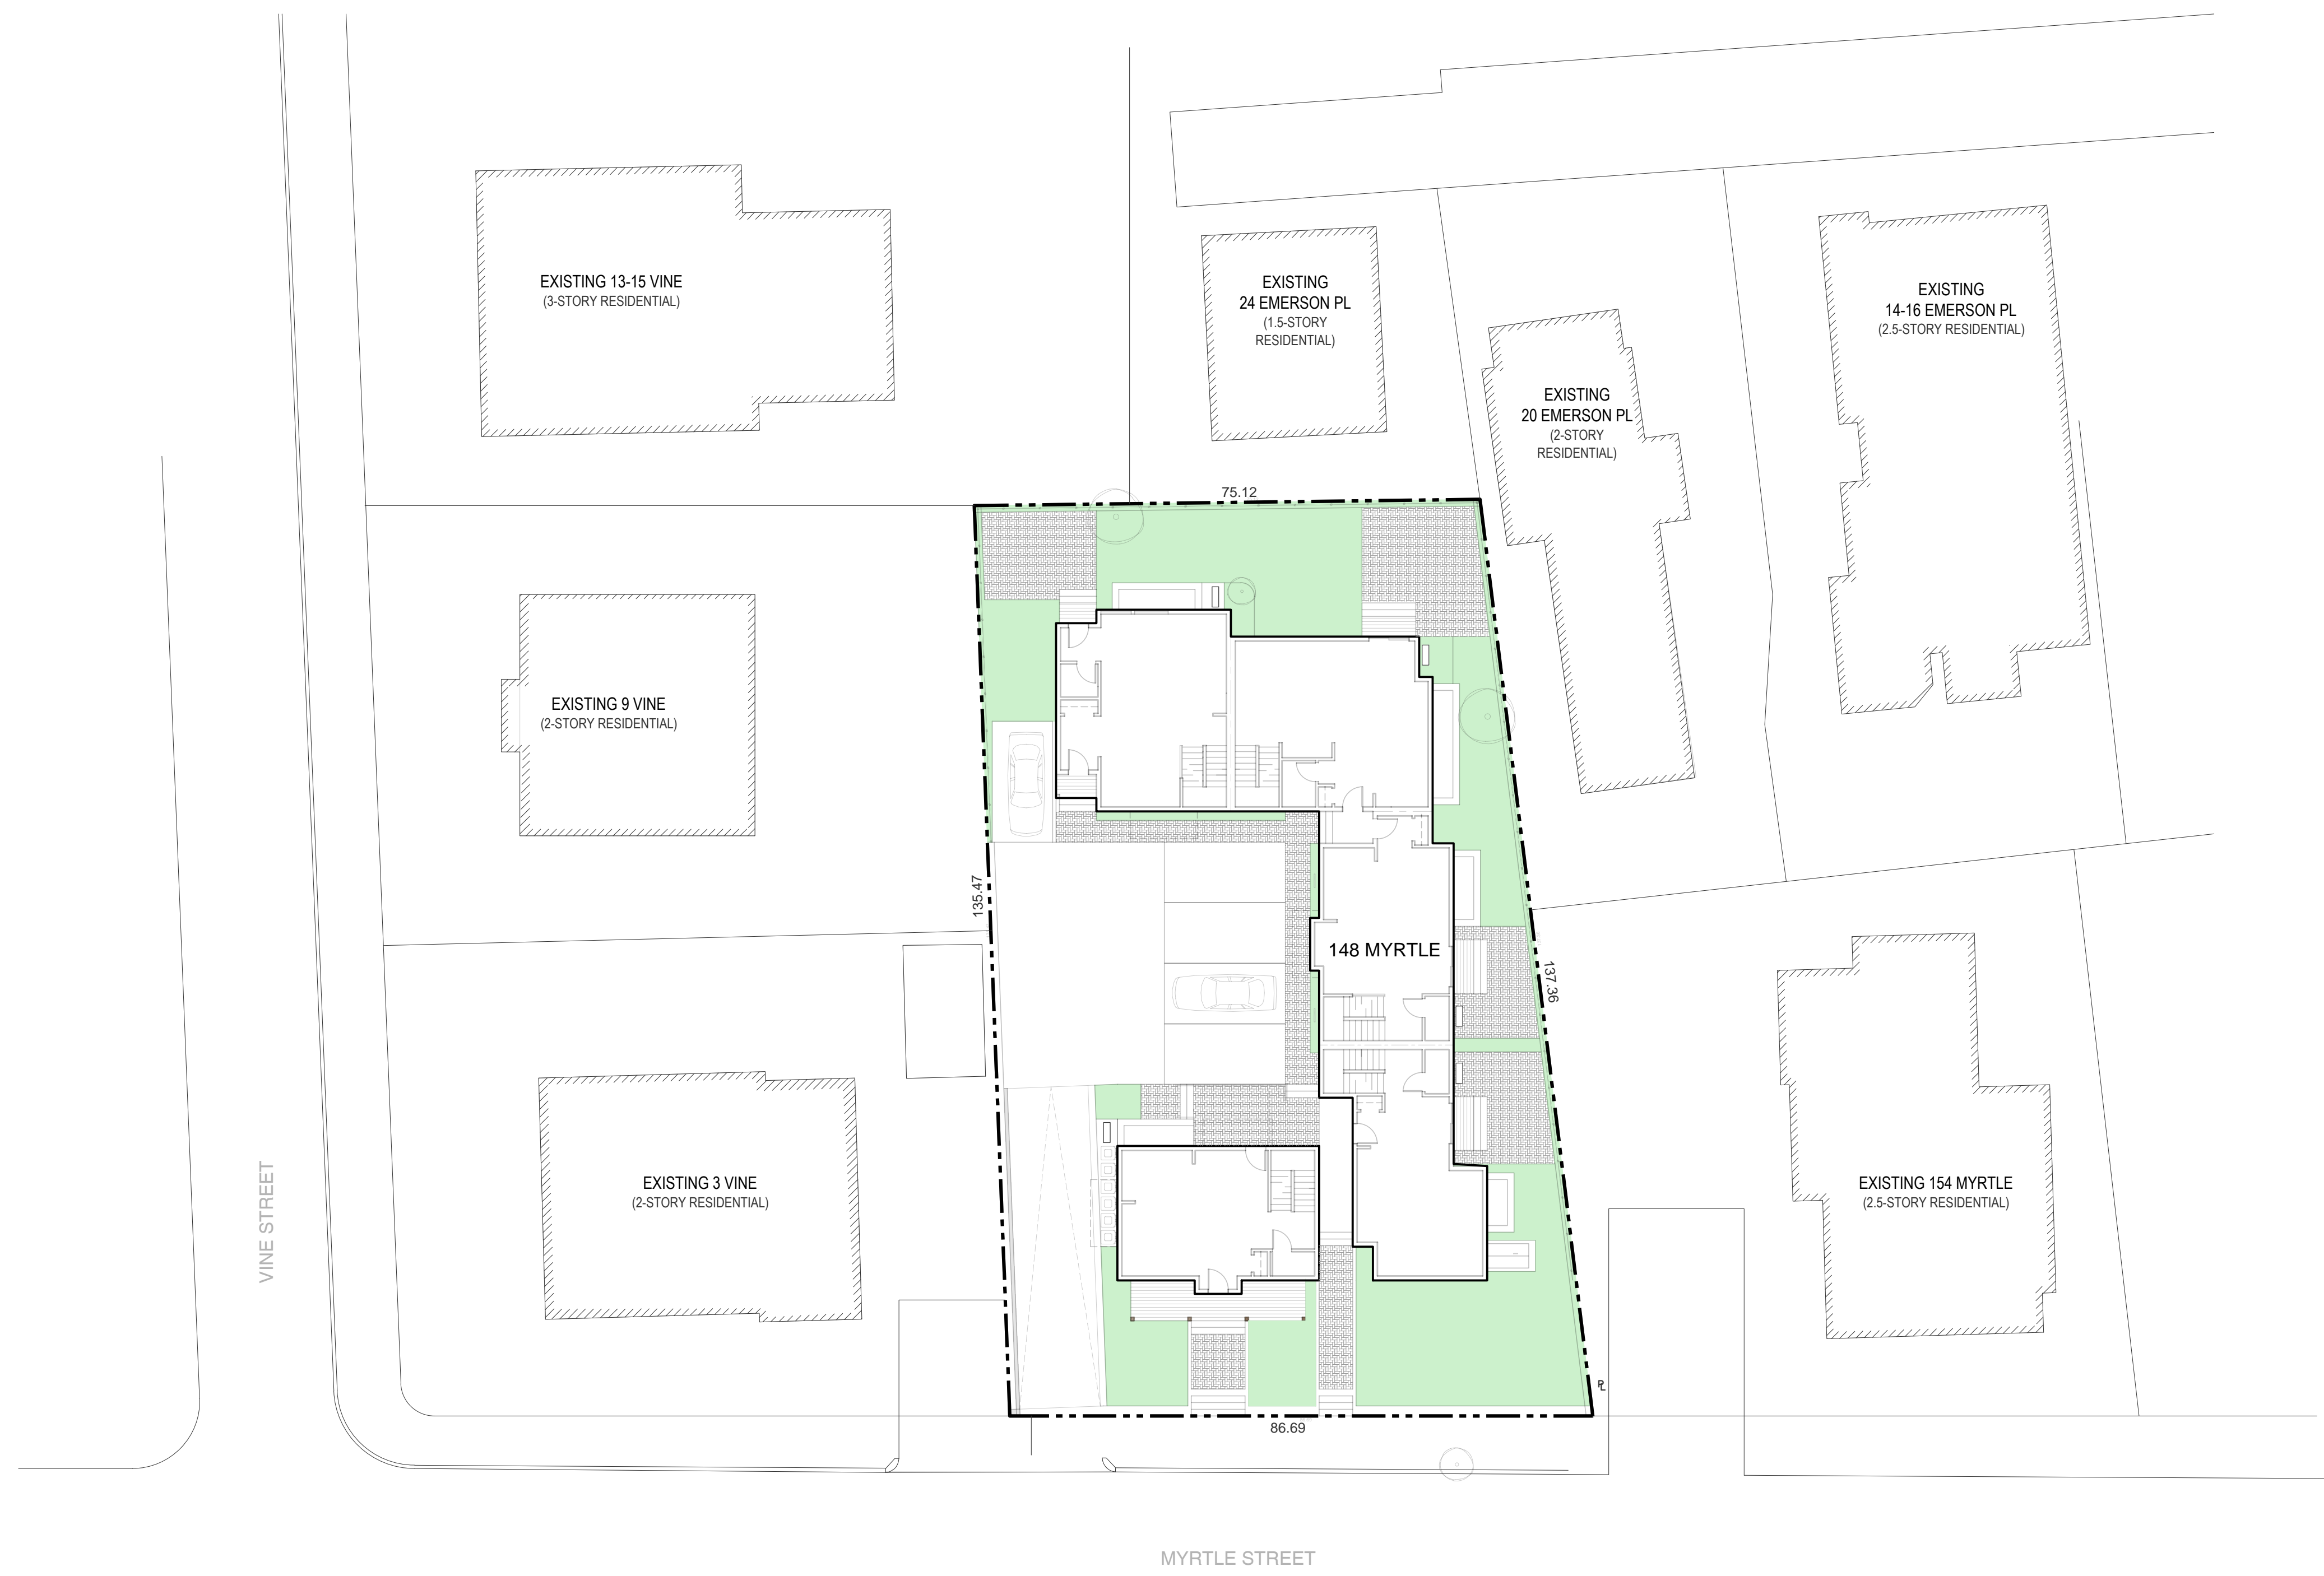 EXISTING 13-15 VINE
(3-STORY RESIDENTIAL)
EXISTING
24 EMERSON PL
(1.5-STORY
RESIDENTIAL)
EXISTING
14-16 EMERSON PL
(2.5-STORY RESIDENTIAL)
EXISTING
20 EMERSON PL
(2-STORY
RESIDENTIAL)
75.12
EXISTING 9 VINE
(2-STORY RESIDENTIAL)
135.47
148 MYRTLE
137.36
EXISTING 3 VINE
(2-STORY RESIDENTIAL)
EXISTING 154 MYRTLE
(2.5-STORY RESIDENTIAL)
VINE STREET
PL
86.69
MYRTLE STREET